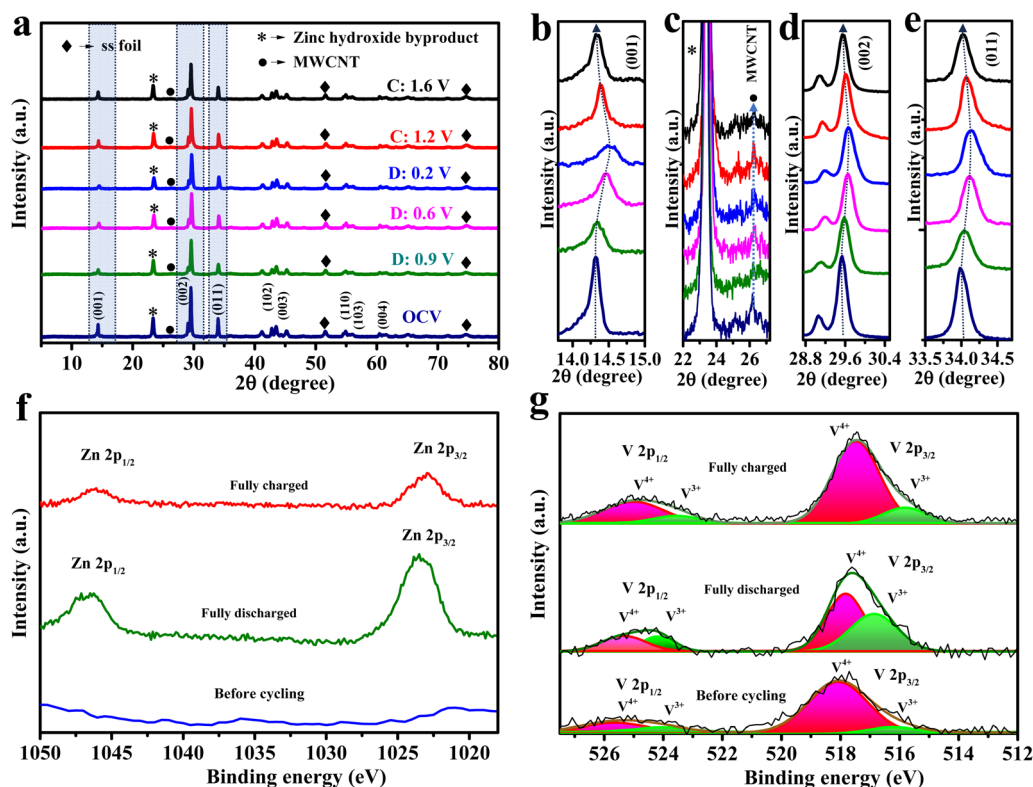 a
◆→ ss foil
*→ Zinc hydroxide byproduct
●→ MWCNT
C: 1.6 V
C: 1.2 V
D: 0.2 V
D: 0.6 V
D: 0.9 V
OCV
(001)
(002)
(011)
(102)
(003)
(110)
(103)
(004)
*
Intensity (a.u.)
5 10 20 30 40 50 60 70 80
2θ (degree)
b
(001)
Intensity (a.u.)
14.0 14.5 15.0
2θ (degree)
c
*
MWCNT
Intensity (a.u.)
22 24 26
2θ (degree)
d
(002)
Intensity (a.u.)
28.8 29.6 30.4
2θ (degree)
e
(011)
Intensity (a.u.)
33.5 34.0 34.5
2θ (degree)
f
Zn 2p1/2
Zn 2p3/2
Fully charged
Zn 2p1/2
Zn 2p3/2
Fully discharged
Before cycling
Intensity (a.u.)
1050 1045 1040 1035 1030 1025 1020
Binding energy (eV)
g
V 2p1/2
V4+
V3+
Fully charged
V4+
V 2p3/2
V3+
V 2p1/2
V4+
V3+
Fully discharged
V4+
V 2p3/2
V3+
V 2p1/2
V4+
V3+
Before cycling
V4+
V 2p3/2
V3+
Intensity (a.u.)
526 524 522 520 518 516 514 512
Binding energy (eV)